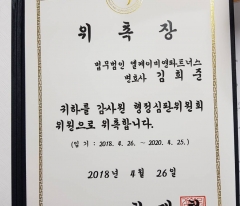 위 촉 장
법무법인 엘케이비앤파트너스
변호사 김 희 준
귀하를 감사원 행정심판위원회
위원으로 위촉합니다.
(임기 : 2018. 4. 26. ~ 2020. 4. 25.)
2018년 4월 26일